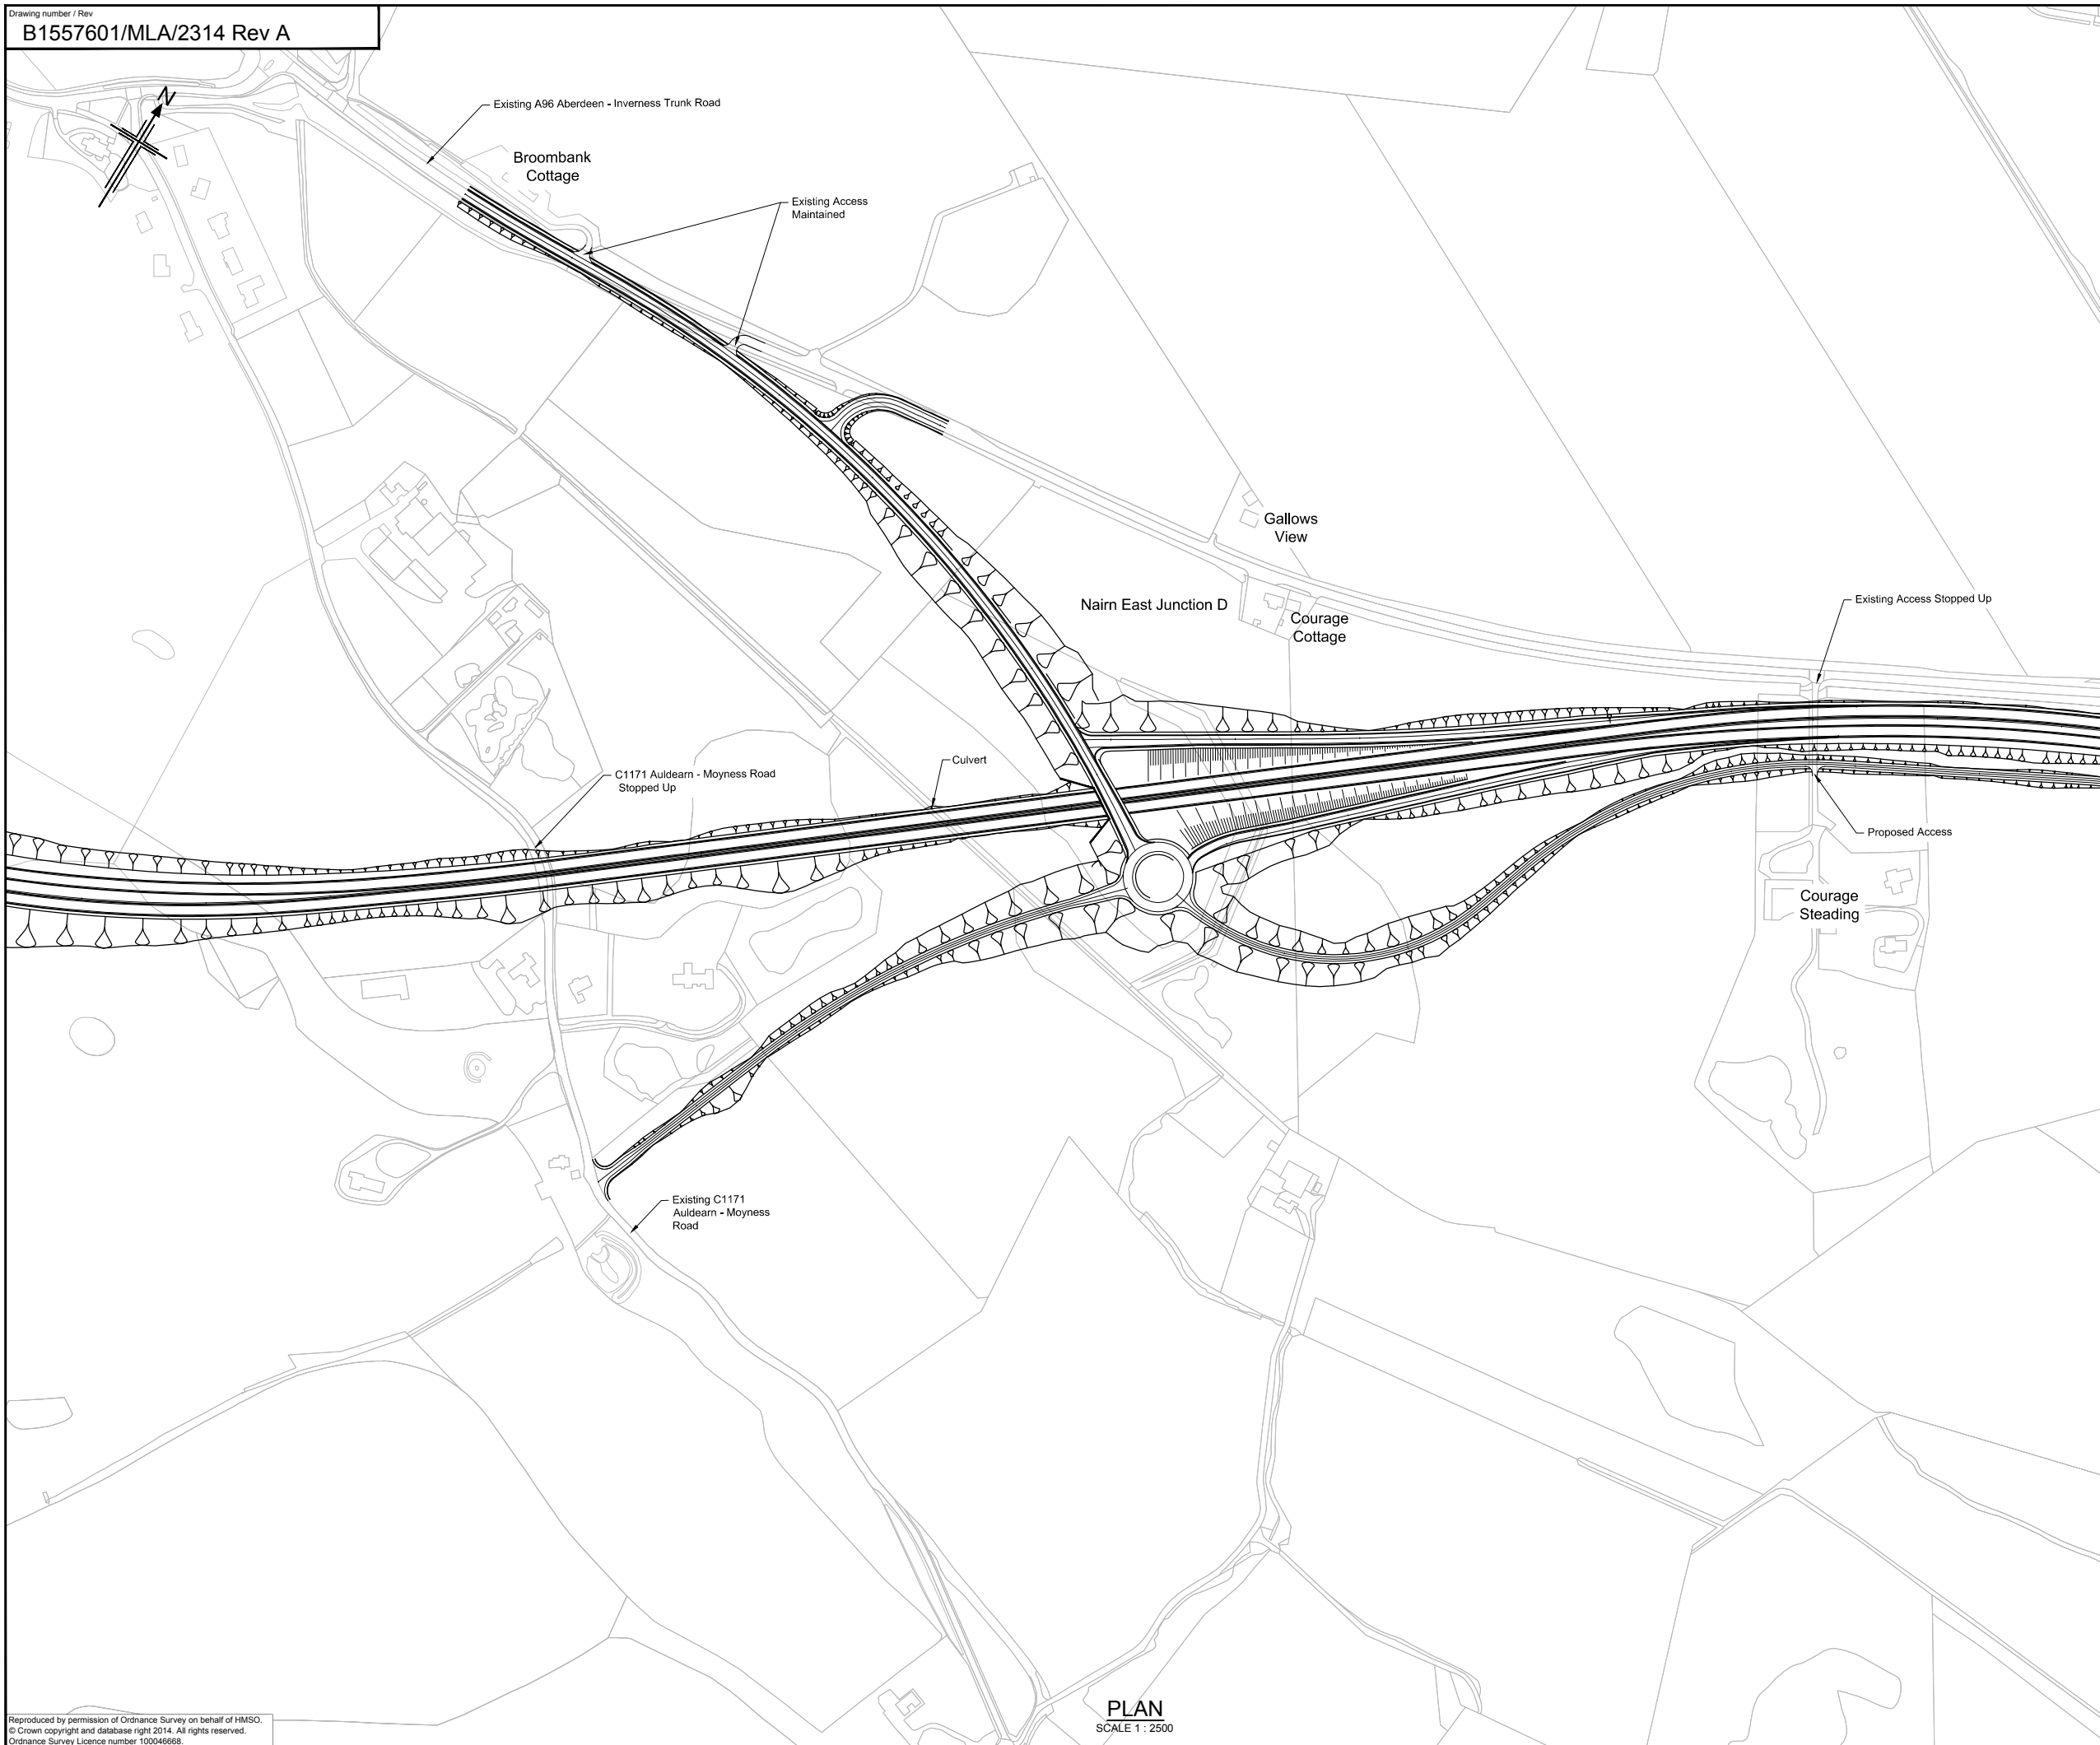 Drawing number / Rev
B1557601/MLA/2314 Rev A
N
Existing A96 Aberdeen - Inverness Trunk Road
Broombank
Cottage
Existing Access
Maintained
Gallows
View
Nairn East Junction D
Courage
Cottage
Existing Access Stopped Up
Culvert
C1171 Auldearn - Moyness Road
Stopped Up
Proposed Access
Courage
Steading
Existing C1171
Auldearn - Moyness
Road
PLAN
SCALE 1 : 2500
Reproduced by permission of Ordnance Survey on behalf of HMSO.
© Crown copyright and database right 2014. All rights reserved.
Ordnance Survey Licence number 100046668.